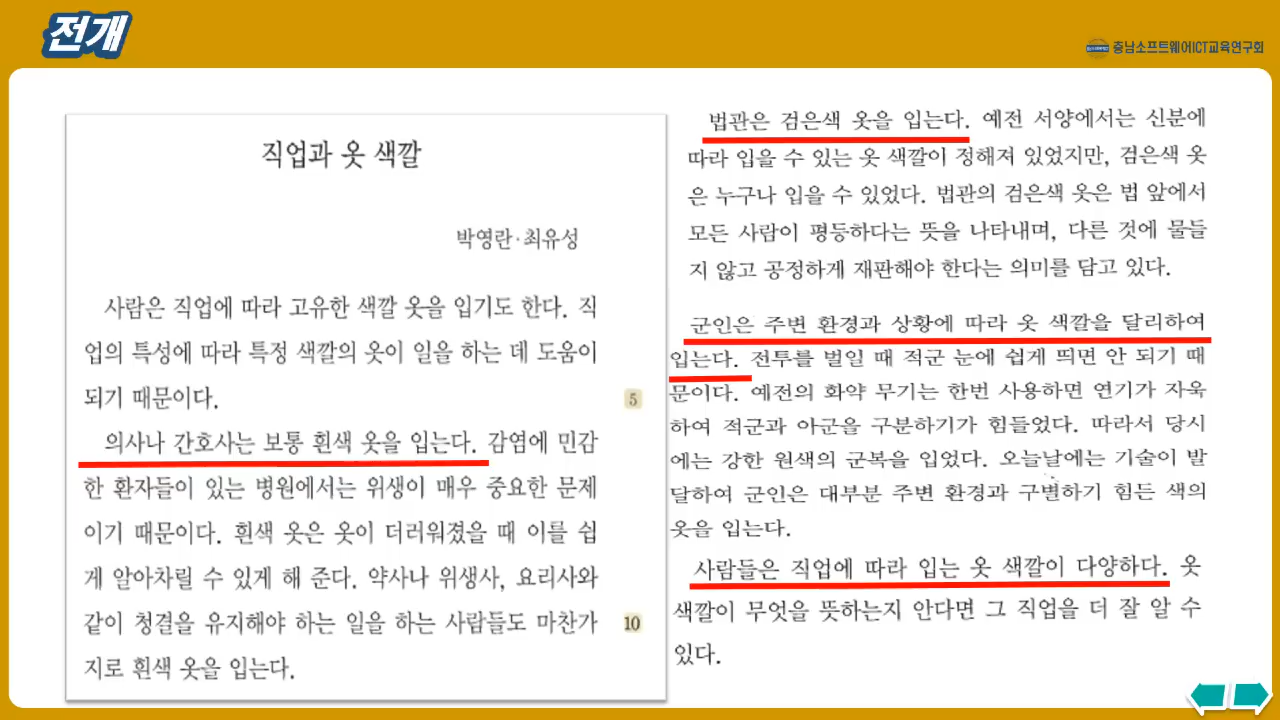 전개
충남소프트웨어ICT교육연구회
직업과 옷 색깔
박영란·최유성
사람은 직업에 따라 고유한 색깔 옷을 입기도 한다. 직
업의 특성에 따라 특정 색깔의 옷이 일을 하는 데 도움이
되기 때문이다.
5
의사나 간호사는 보통 흰색 옷을 입는다. 감염에 민감
한 환자들이 있는 병원에서는 위생이 매우 중요한 문제
이기 때문이다. 흰색 옷은 옷이 더러워졌을 때 이를 쉽
게 알아차릴 수 있게 해 준다. 약사나 위생사, 요리사와
같이 청결을 유지해야 하는 일을 하는 사람들도 마찬가
10
지로 흰색 옷을 입는다.
법관은 검은색 옷을 입는다. 예전 서양에서는 신분에
따라 입을 수 있는 옷 색깔이 정해져 있었지만, 검은색 옷
은 누구나 입을 수 있었다. 법관의 검은색 옷은 법 앞에서
모든 사람이 평등하다는 뜻을 나타내며, 다른 것에 물들
지 않고 공정하게 재판해야 한다는 의미를 담고 있다.
군인은 주변 환경과 상황에 따라 옷 색깔을 달리하여
입는다. 전투를 벌일 때 적군 눈에 쉽게 띄면 안 되기 때
문이다. 예전의 화약 무기는 한번 사용하면 연기가 자욱
하여 적군과 아군을 구분하기가 힘들었다. 따라서 당시
에는 강한 원색의 군복을 입었다. 오늘날에는 기술이 발
달하여 군인은 대부분 주변 환경과 구별하기 힘든 색의
옷을 입는다.
사람들은 직업에 따라 입는 옷 색깔이 다양하다. 옷
색깔이 무엇을 뜻하는지 안다면 그 직업을 더 잘 알 수
있다.